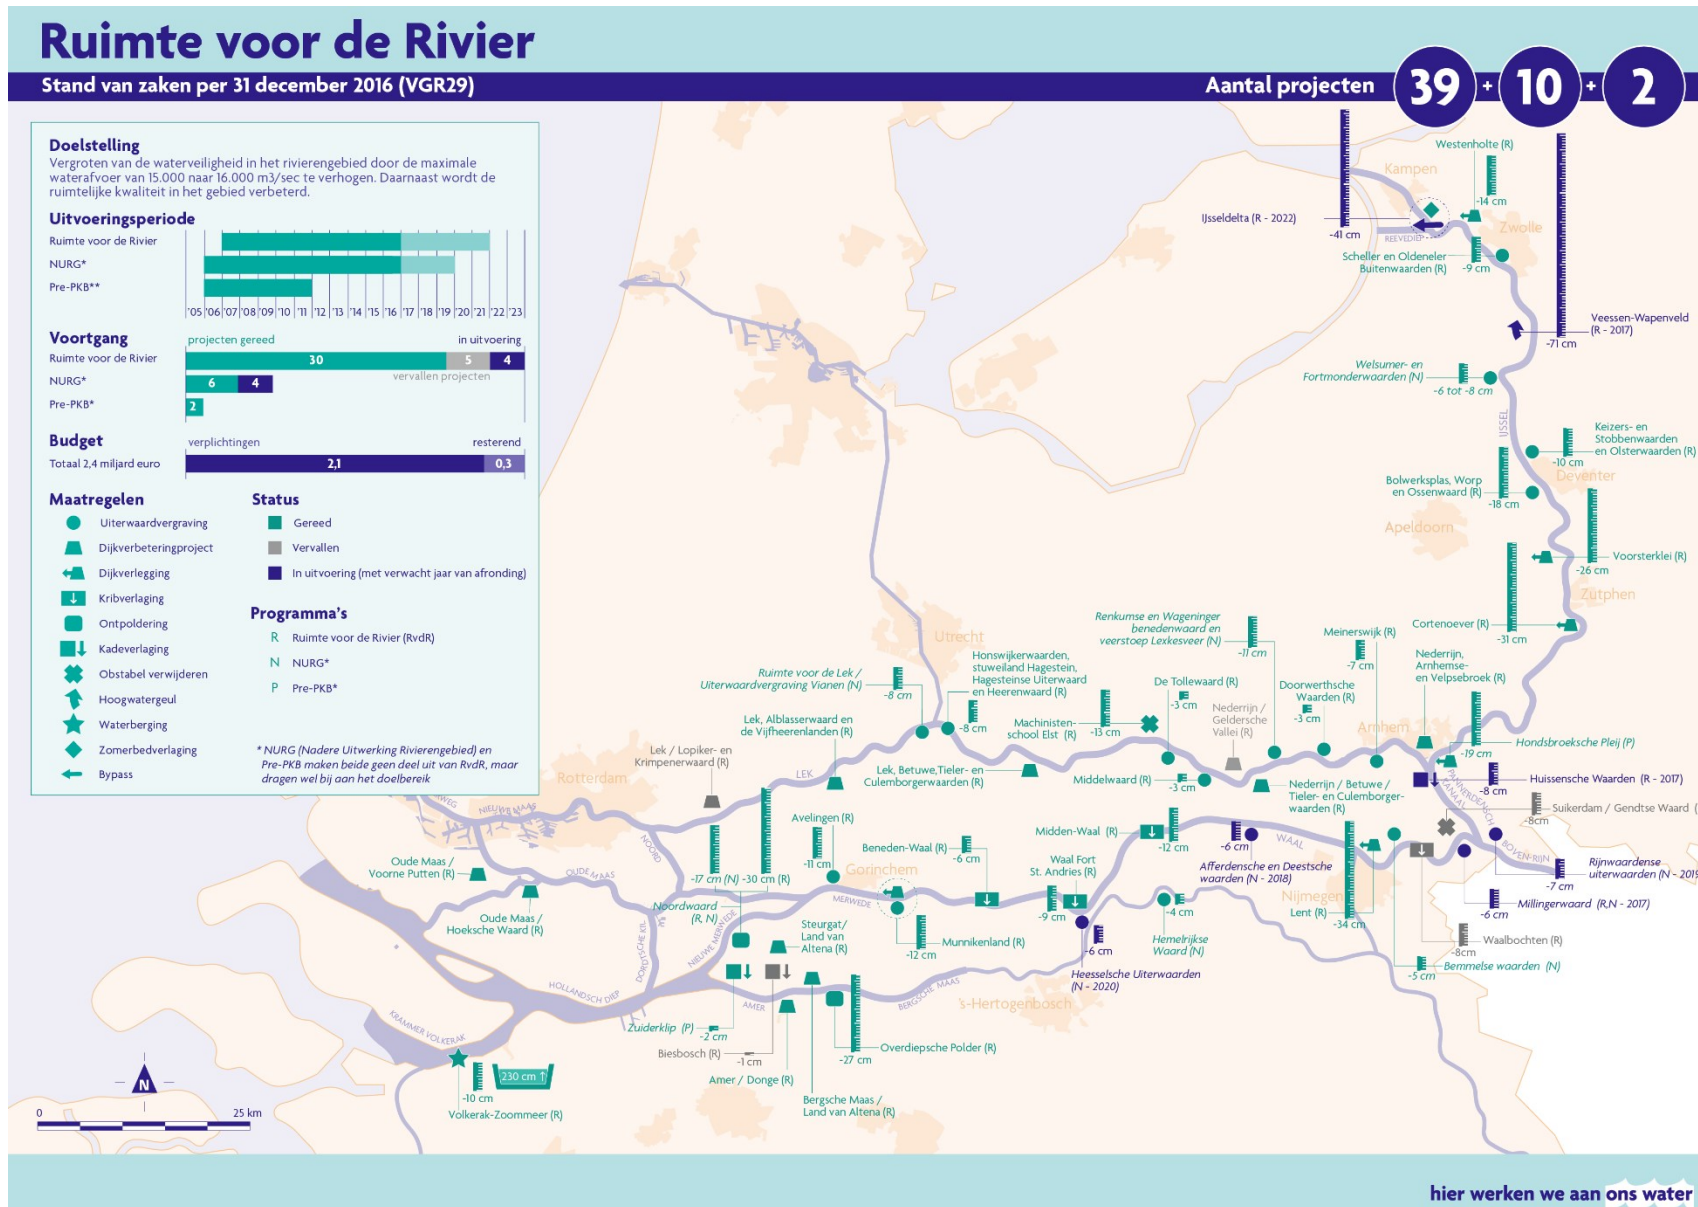 Ruimte voor de Rivier
Stand van zaken per 31 december 2016 (VGR29)
Aantal projecten
39 + 10 + 2
Doelstelling
Vergroten van de waterveiligheid in het rivierengebied door de maximale
waterafvoer van 15.000 naar 16.000 m3/sec te verhogen. Daarnaast wordt de
ruimtelijke kwaliteit in het gebied verbeterd.
Uitvoeringsperiode
Ruimte voor de Rivier
NURG*
Pre-PKB**
'05 '06 '07 '08 '09 '10 '11 '12 '13 '14 '15 '16 '17 '18 '19 '20 '21 '22 '23
Voortgang
projecten gereed
in uitvoering
Ruimte voor de Rivier
30
5
4
vervallen projecten
NURG*
6
4
Pre-PKB*
2
Budget
verplichtingen
resterend
Totaal 2,4 miljard euro
2,1
0,3
Maatregelen
Uiterwaardvergraving
Dijkverbeteringproject
Dijkverlegging
Kribverlaging
Ontpoldering
Kadeverlaging
Obstabel verwijderen
Hoogwatergeul
Waterberging
Zomerbedverlaging
Bypass
Status
Gereed
Vervallen
In uitvoering (met verwacht jaar van afronding)
Programma's
R Ruimte voor de Rivier (RvdR)
N NURG*
P Pre-PKB*
* NURG (Nadere Uitwerking Rivierengebied) en
Pre-PKB maken beide geen deel uit van RvdR, maar
dragen wel bij aan het doelbereik
Kampen
Westenholte (R)
-14 cm
IJsseldelta (R - 2022)
-41 cm
REEVEDIEP
Zwolle
Scheller en Oldeneler
Buitenwaarden (R)
-9 cm
Veessen-Wapenveld
(R - 2017)
-71 cm
Welsumer- en
Fortmonderwaarden (N)
-6 tot -8 cm
IJSSEL
Keizers- en
Stobbenwaarden
en Olsterwaarden (R)
-10 cm
Deventer
Bolwerksplas, Worp
en Ossenwaard (R)
-18 cm
Apeldoorn
Voorsterklei (R)
-26 cm
Zutphen
Cortenoever (R)
-31 cm
Utrecht
Renkumse en Wageninger
benedenwaard en
veerstoep Lexkesveer (N)
-11 cm
Meinerswijk (R)
-7 cm
Nederrijn,
Arnhemse-
en Velpsebroek (R)
Honswijkerwaarden,
stuweiland Hagestein,
Hagesteinse Uiterwaard
en Heerenwaard (R)
-8 cm
Ruimte voor de Lek /
Uiterwaardvergraving Vianen (N)
-8 cm
De Tollewaard (R)
-3 cm
Doorwerthsche
Waarden (R)
-3 cm
Nederrijn /
Geldersche
Vallei (R)
Machinisten-
school Elst (R)
-13 cm
Arnhem
-19 cm
Hondsbroeksche Pleij (P)
Lek, Alblasserwaard en
de Vijfheerenlanden (R)
Lek / Lopiker- en
Krimpenerwaard (R)
Rotterdam
LEK
Lek, Betuwe,Tieler- en
Culemborgerwaarden (R)
Middelwaard (R)
-3 cm
Nederrijn / Betuwe /
Tieler- en Culemborger-
waarden (R)
PANNERDENSCH
KANAAL
Huissensche Waarden (R - 2017)
-8 cm
Suikerdam / Gendtse Waard (
-8cm
NIEUWE MAAS
NOORD
Avelingen (R)
-11 cm
Midden-Waal (R)
-12 cm
-6 cm
WAAL
Afferdensche en Deestsche
waarden (N - 2018)
BOVEN-RIJN
Rijnwaardense
uiterwaarden (N - 2019
-7 cm
Oude Maas /
Voorne Putten (R)
OUDE MAAS
-17 cm (N)
-30 cm (R)
Gorinchem
Beneden-Waal (R)
-6 cm
Waal Fort
St. Andries (R)
-9 cm
Nijmegen
Lent (R)
-34 cm
Millingerwaard (R,N - 2017)
-6 cm
Oude Maas /
Hoeksche Waard (R)
Noordwaard
(R, N)
MERWEDE
NIEUWE MERWEDE
DORDTSCHE KIL
Steurgat/
Land van
Altena (R)
Munnikenland (R)
-12 cm
-4 cm
Hemelrijkse
Waard (N)
-6 cm
Heesselsche Uiterwaarden
(N - 2020)
Waalbochten (R)
-8cm
Bemmelse waarden (N)
-5 cm
HOLLANDSCH DIEP
AMER
BERGSCHE MAAS
's-Hertogenbosch
KRAMMER VOLKERAK
Zuiderklip (P)
-2 cm
Biesbosch (R)
-1 cm
Overdiepsche Polder (R)
-27 cm
Amer / Donge (R)
Bergsche Maas /
Land van Altena (R)
230 cm ↑
-10 cm
Volkerak-Zoommeer (R)
N
0
25 km
hier werken we aan ons water